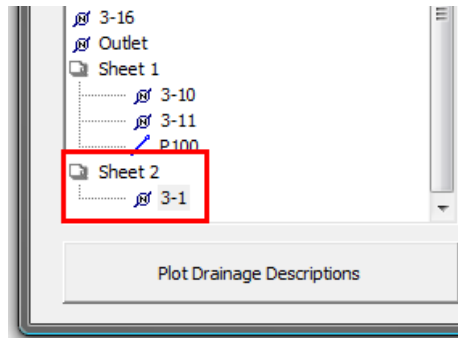 3-16
Outlet
Sheet 1
3-10
3-11
P100
Sheet 2
3-1
Plot Drainage Descriptions